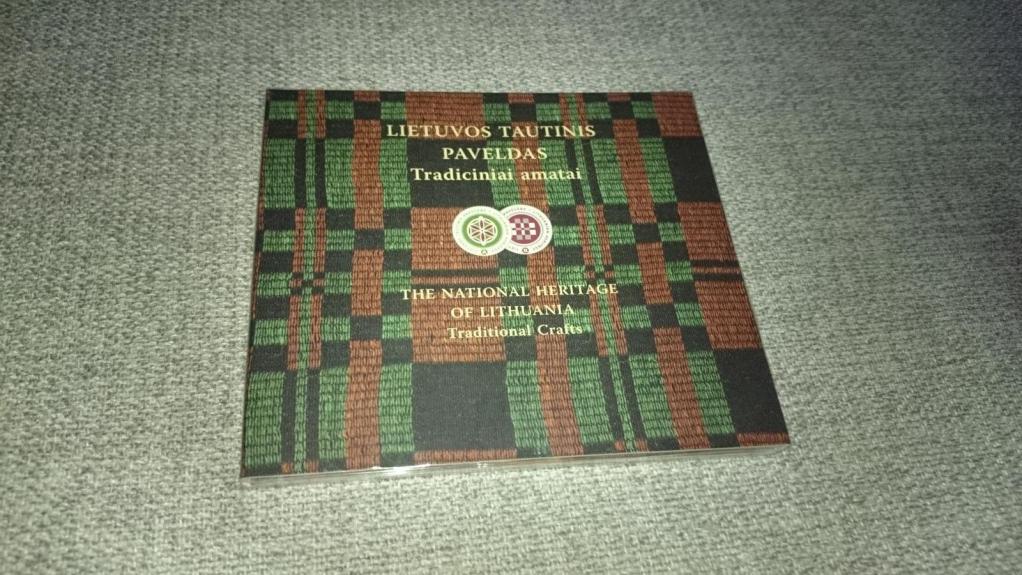 LIETUVOS TAUTINIS
PAVELDAS
Tradiciniai amatai
THE NATIONAL HERITAGE
OF LITHUANIA
Traditional Crafts